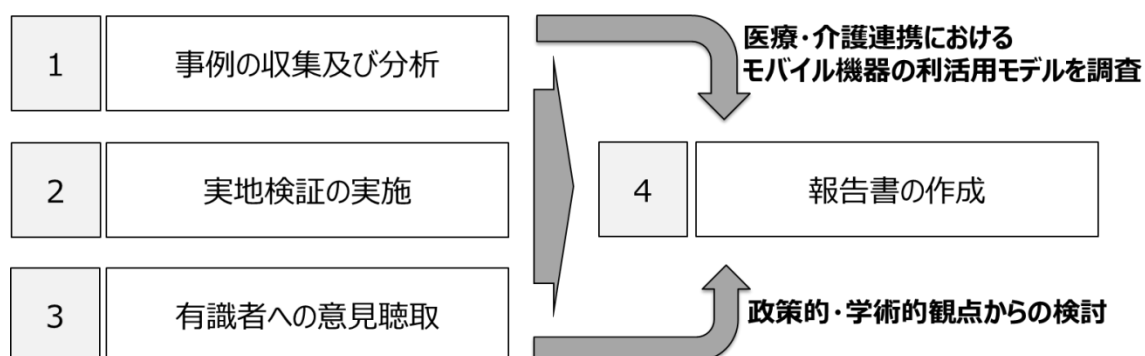 1
事例の収集及び分析
2
実地検証の実施
3
有識者への意見聴取
医療・介護連携における
モバイル機器の利活用モデルを調査
4
報告書の作成
政策的・学術的観点からの検討